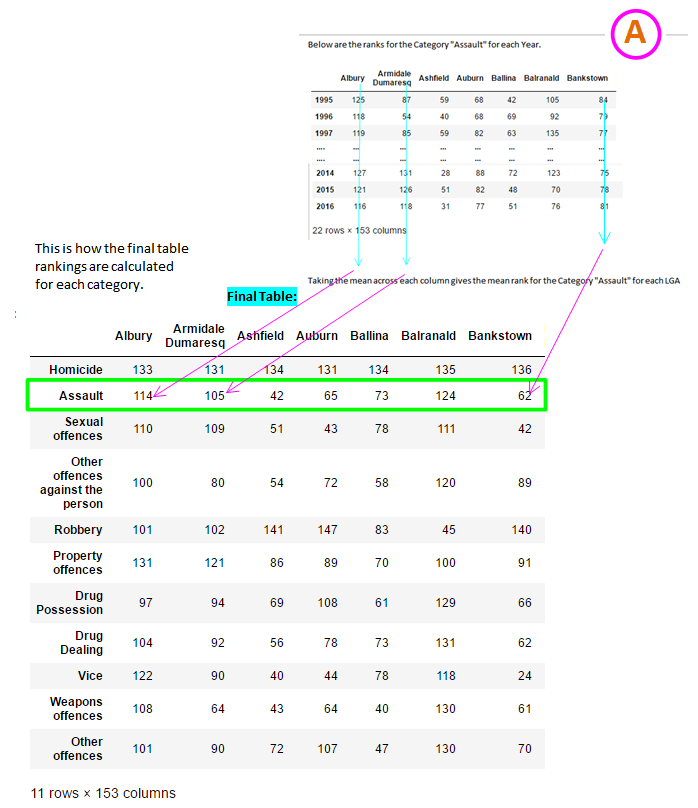 A
Below are the ranks for the Category "Assault" for each Year.
Albury Armidale Dumaresq Ashfield Auburn Ballina Balranald Bankstown
1995 125 87 59 68 42 105 84
1996 118 54 40 68 69 92 79
1997 119 85 59 82 63 135 77
.... ... ... ... ... ... ... ...
.... ... ... ... ... ... ... ...
2014 127 131 28 88 72 123 75
2015 121 126 51 82 48 70 78
2016 116 118 31 77 51 76 81
22 rows × 153 columns
This is how the final table
rankings are calculated
for each category.
Taking the mean across each column gives the mean rank for the Category "Assault" for each LGA
Final Table:
:
Albury Armidale Dumaresq Ashfield Auburn Ballina Balranald Bankstown
Homicide 133 131 134 131 134 135 136
Assault 114 105 42 65 73 124 62
Sexual
offences 110 109 51 43 78 111 42
Other
offences
against the
person 100 80 54 72 58 120 89
Robbery 101 102 141 147 83 45 140
Property
offences 131 121 86 89 70 100 91
Drug
Possession 97 94 69 108 61 129 66
Drug
Dealing 104 92 56 78 73 131 62
Vice 122 90 40 44 78 118 24
Weapons
offences 108 64 43 64 40 130 61
Other
offences 101 90 72 107 47 130 70
11 rows × 153 columns